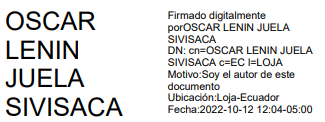 OSCAR
LENIN
JUELA
SIVISACA
Firmado digitalmente
porOSCAR LENIN JUELA
SIVISACA
DN: cn=OSCAR LENIN JUELA
SIVISACA c=EC l=LOJA
Motivo:Soy el autor de este
documento
Ubicación:Loja-Ecuador
Fecha:2022-10-12 12:04-05:00